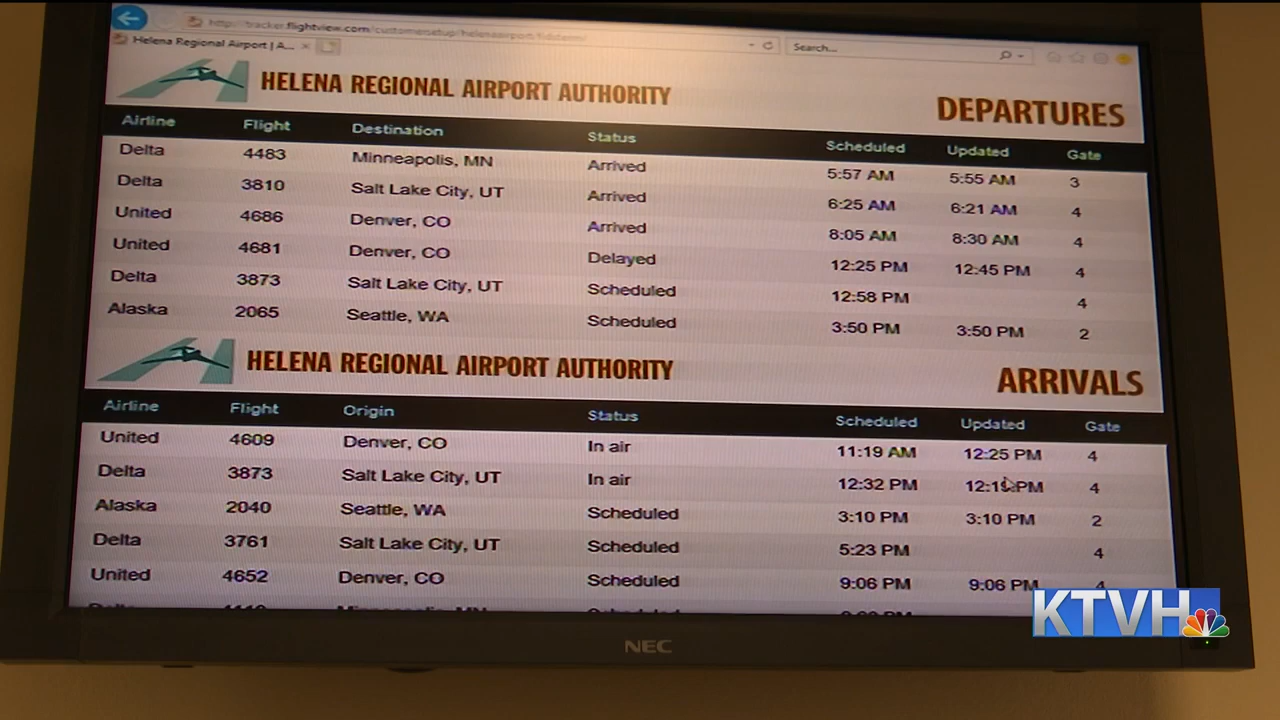 http://tracker.flightview.com/customersetup/helenaairport
Search...
Helena Regional Airport | A...
HELENA REGIONAL AIRPORT AUTHORITY
DEPARTURES
Airline Flight Destination Status Scheduled Updated Gate
Delta 4483 Minneapolis, MN Arrived 5:57 AM 5:55 AM 3
Delta 3810 Salt Lake City, UT Arrived 6:25 AM 6:21 AM 4
United 4686 Denver, CO Arrived 8:05 AM 8:30 AM 4
United 4681 Denver, CO Delayed 12:25 PM 12:45 PM 4
Delta 3873 Salt Lake City, UT Scheduled 12:58 PM 4
Alaska 2065 Seattle, WA Scheduled 3:50 PM 3:50 PM 2
HELENA REGIONAL AIRPORT AUTHORITY
ARRIVALS
Airline Flight Origin Status Scheduled Updated Gate
United 4609 Denver, CO In air 11:19 AM 12:25 PM 4
Delta 3873 Salt Lake City, UT In air 12:32 PM PM 4
Alaska 2040 Seattle, WA Scheduled 3:10 PM 3:10 PM 2
Delta 3761 Salt Lake City, UT Scheduled 5:23 PM 4
United 4652 Denver, CO Scheduled 9:06 PM 9:06 PM 4
KTVH
NEC